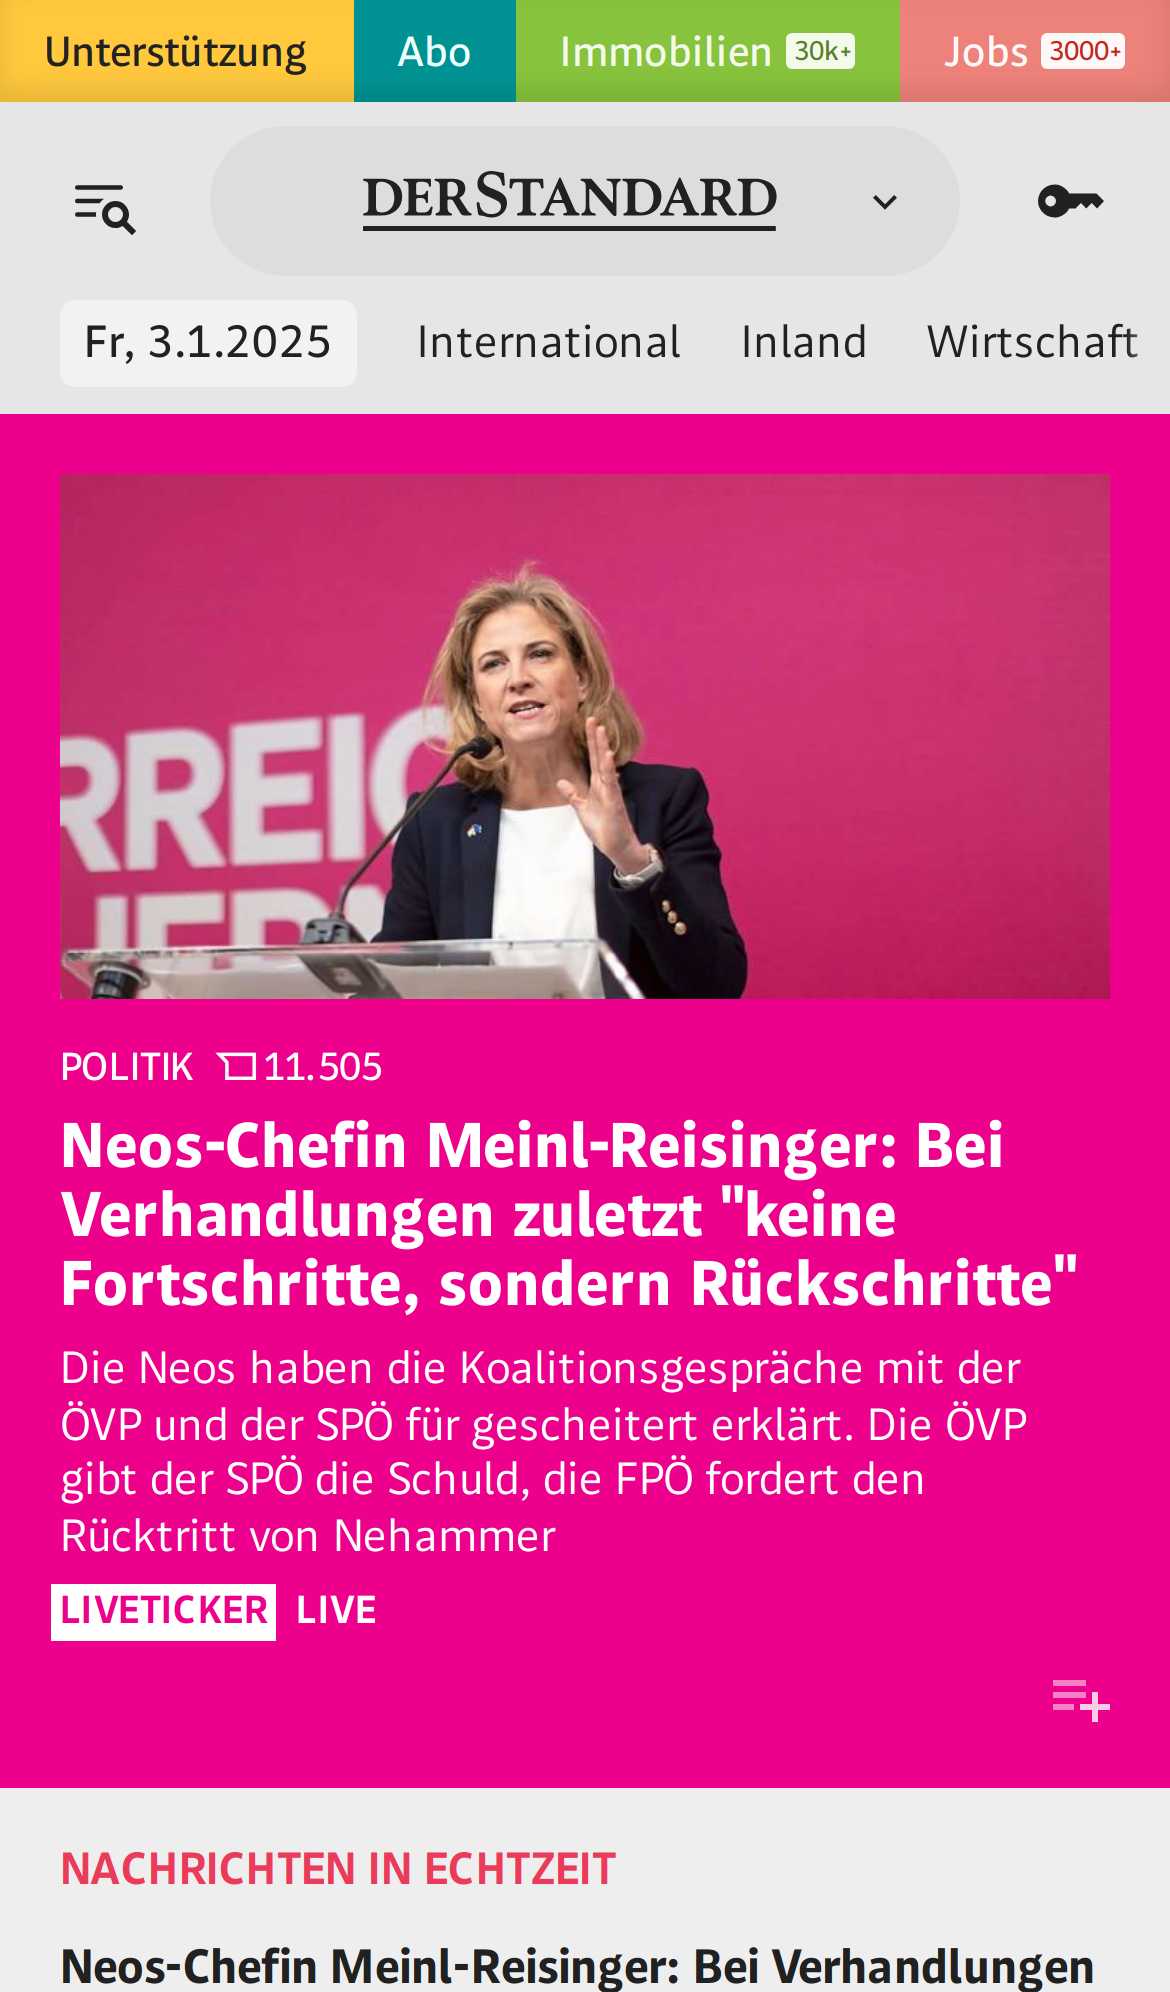 Unterstützung Abo Immobilien 30k+ Jobs 3000+
DERSTANDARD
Fr, 3.1.2025 International Inland Wirtschaft
RREIC
POLITIK 11.505
Neos-Chefin Meinl-Reisinger: Bei
Verhandlungen zuletzt "keine
Fortschritte, sondern Rückschritte"
Die Neos haben die Koalitionsgespräche mit der
ÖVP und der SPÖ für gescheitert erklärt. Die ÖVP
gibt der SPÖ die Schuld, die FPÖ fordert den
Rücktritt von Nehammer
LIVETICKER LIVE
NACHRICHTEN IN ECHTZEIT
Neos-Chefin Meinl-Reisinger: Bei Verhandlungen